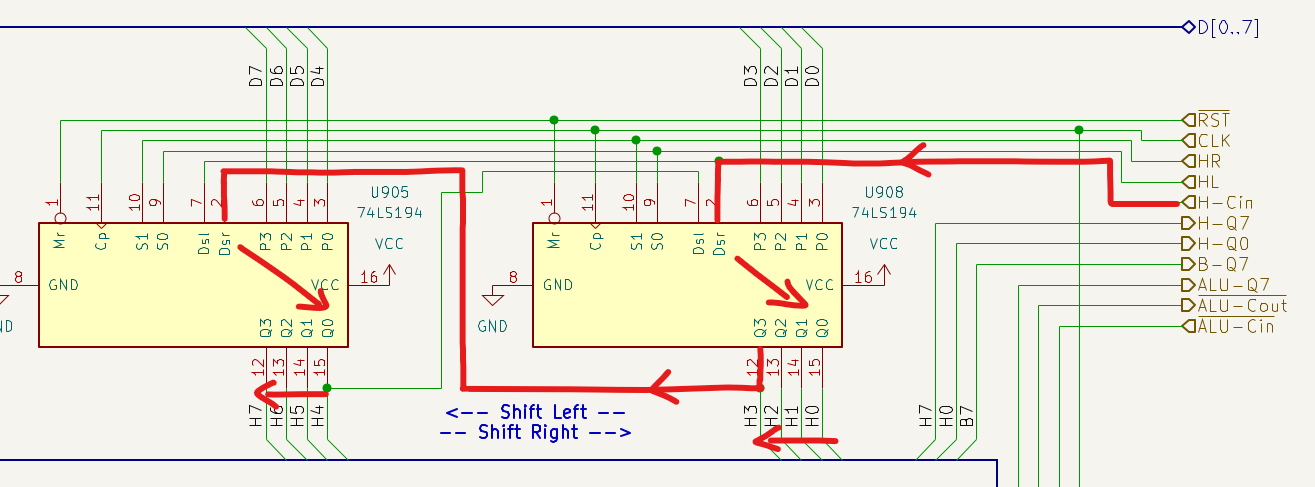 D[0..7]
D7 D6 D5 D4 D3 D2 D1 D0
RST
CLK
HR
HL
H-Cin
H-Q7
H-Q0
B-Q7
ALU-Q7
ALU-Cout
ALU-Cin
1 11 10 9 7 2 6 5 4 3
U905
74LS194
VCC
1 11 10 9 7 2 6 5 4 3
U908
74LS194
VCC
Mr Cp S1 S0 Dsl Dsr P3 P2 P1 P0
Mr Cp S1 S0 Dsl Dsr P3 P2 P1 P0
8 GND VCC 16
8 GND VCC 16
ND
GND
Q3 Q2 Q1 Q0
Q3 Q2 Q1 Q0
12 13 14 15
12 13 14 15
H7 H6 H5 H4
<-- Shift Left --
-- Shift Right -->
H3 H2 H1 H0
H7 H0 B7